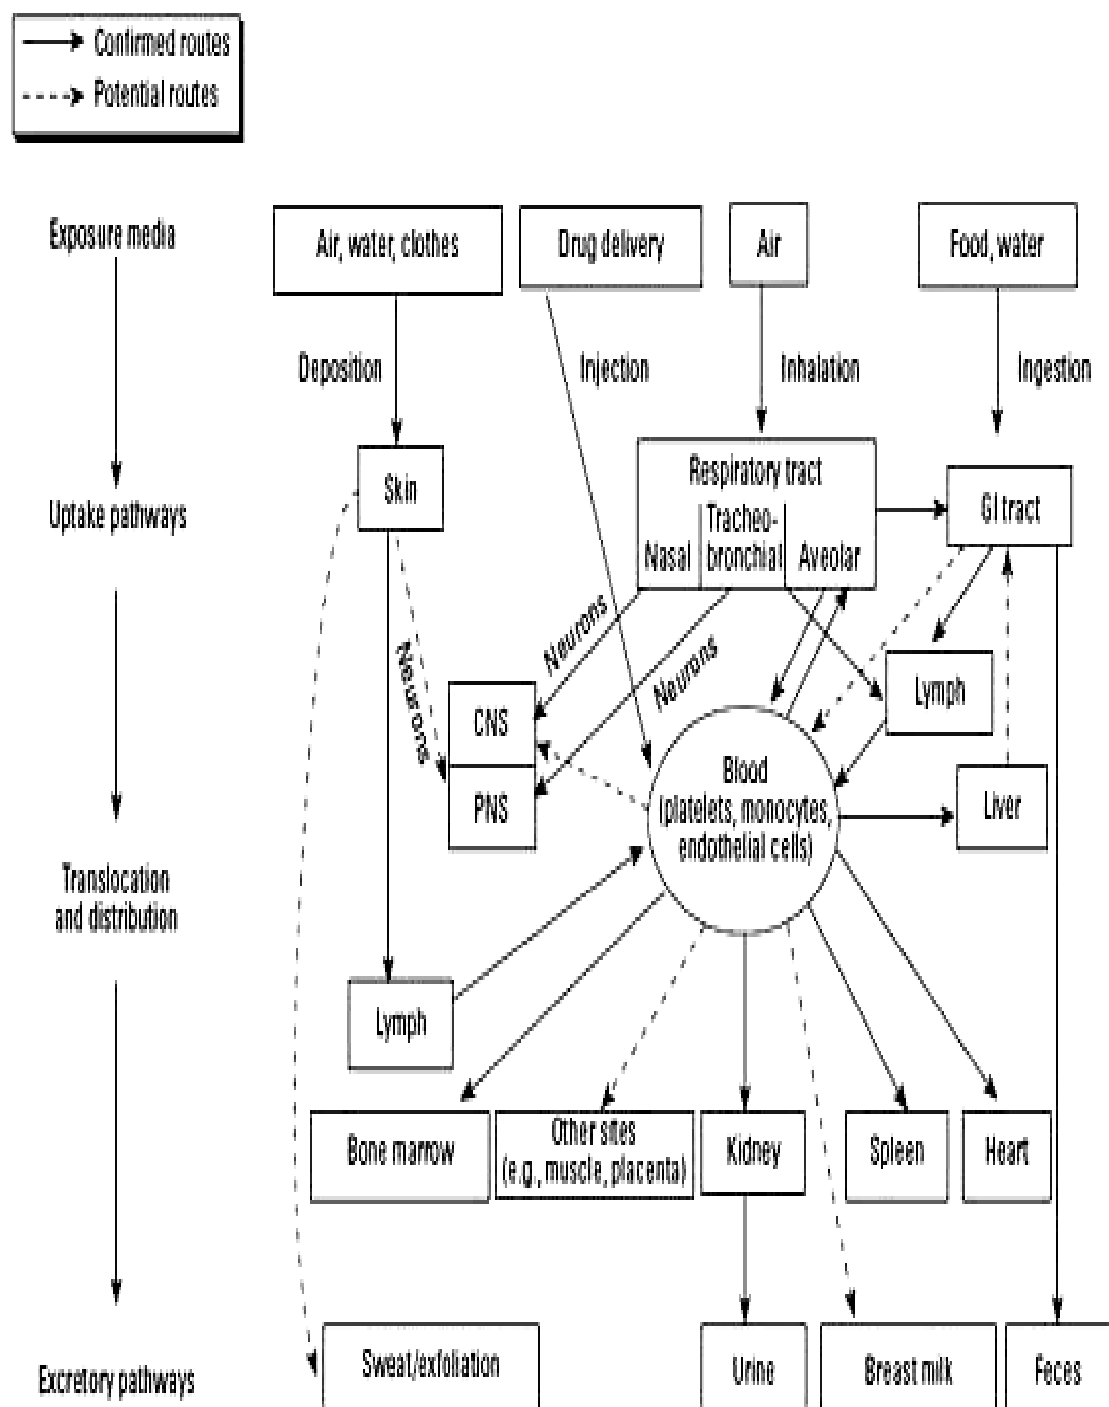 Confirmed routes
Potential routes
Exposure media
Air, water, clothes
Drug delivery
Air
Food, water
Deposition
Injection
Inhalation
Ingestion
Uptake pathways
Skin
Respiratory tract
Nasal
Tracheo-
bronchial
Aveolar
GI tract
Neurons
Neurons
Neurons
CNS
PNS
Lymph
Blood
(platelets, monocytes,
endothelial cells)
Liver
Translocation
and distribution
Lymph
Bone marrow
Other sites
(e.g., muscle, placenta)
Kidney
Spleen
Heart
Excretory pathways
Sweat/exfoliation
Urine
Breast milk
Feces